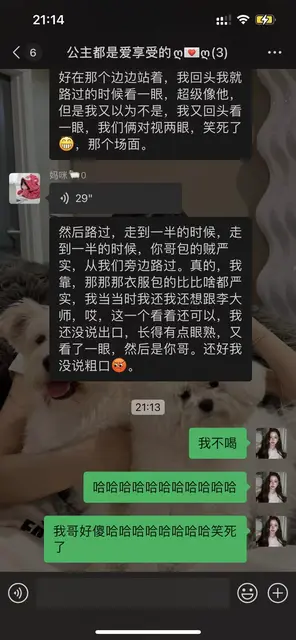 21:14
6
公主都是爱享受的ღ💌ღ(3)
好在那个边边站着，我回头我就
路过的时候看一眼，超级像他，
但是我又以为不是，我又回头看
一眼，我们俩对视两眼，笑死了
😁，那个场面。
妈咪🐑0
29"
然后路过，走到一半的时候，走
到一半的时候，你哥包的贼严
实，从我们旁边路过。真的，我
靠，那那那衣服包的比比啥都严
实，我当当时我还我还想跟李大
师，哎，这一个看着还可以，我
还没说出口，长得有点眼熟，又
看了一眼，然后是你哥。还好我
没说粗口😡。
21:13
我不喝
哈哈哈哈哈哈哈哈哈哈哈
我哥好傻哈哈哈哈哈哈哈哈笑死
了